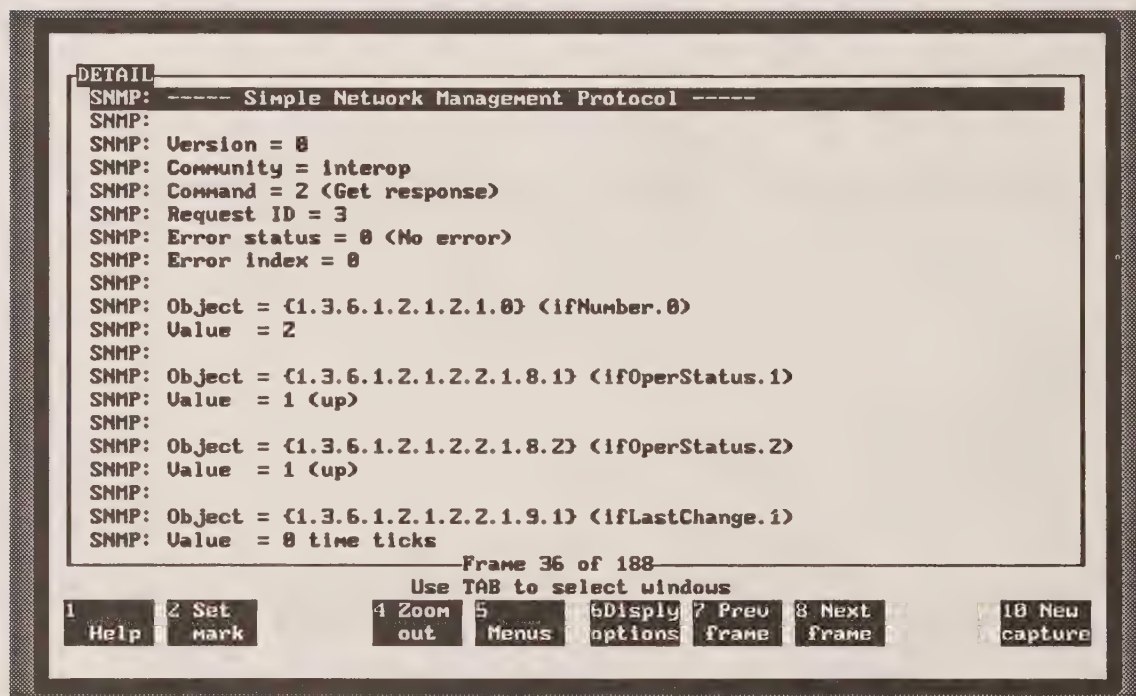 DETAIL
SNMP: ----- Simple Network Management Protocol -----
SNMP:
SNMP: Version = 0
SNMP: Community = interop
SNMP: Command = 2 (Get response)
SNMP: Request ID = 3
SNMP: Error status = 0 (No error)
SNMP: Error index = 0
SNMP:
SNMP: Object = {1.3.6.1.2.1.2.1.0} (ifNumber.0)
SNMP: Value = 2
SNMP:
SNMP: Object = {1.3.6.1.2.1.2.2.1.8.1} (ifOperStatus.1)
SNMP: Value = 1 (up)
SNMP:
SNMP: Object = {1.3.6.1.2.1.2.2.1.8.2} (ifOperStatus.2)
SNMP: Value = 1 (up)
SNMP:
SNMP: Object = {1.3.6.1.2.1.2.2.1.9.1} (ifLastChange.1)
SNMP: Value = 0 time ticks
Frame 36 of 188
Use TAB to select windows
1 Help 2 Set mark 4 Zoom out 5 Menus 6Disply options 7 Prev frame 8 Next frame 10 New capture